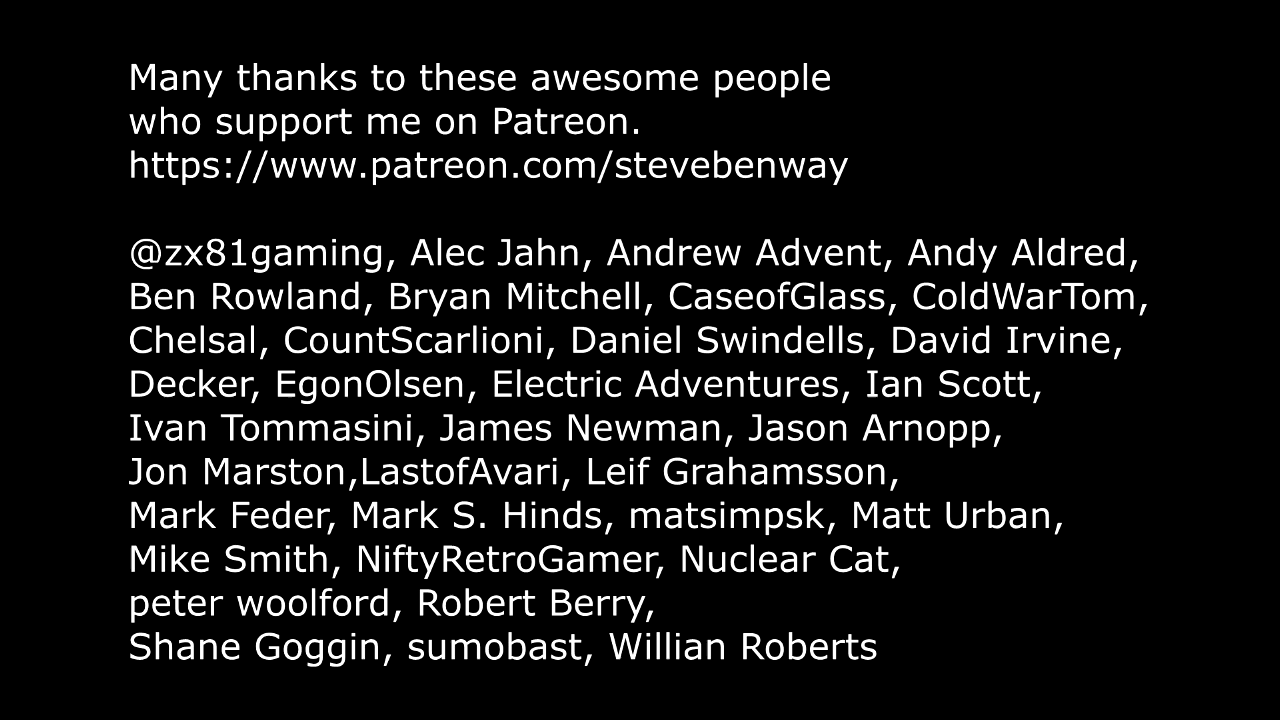 Many thanks to these awesome people
who support me on Patreon.
https://www.patreon.com/stevebenway
@zx81gaming, Alec Jahn, Andrew Advent, Andy Aldred,
Ben Rowland, Bryan Mitchell, CaseofGlass, ColdWarTom,
Chelsal, CountScarlioni, Daniel Swindells, David Irvine,
Decker, EgonOlsen, Electric Adventures, Ian Scott,
Ivan Tommasini, James Newman, Jason Arnopp,
Jon Marston,LastofAvari, Leif Grahamsson,
Mark Feder, Mark S. Hinds, matsimpsk, Matt Urban,
Mike Smith, NiftyRetroGamer, Nuclear Cat,
peter woolford, Robert Berry,
Shane Goggin, sumobast, Willian Roberts